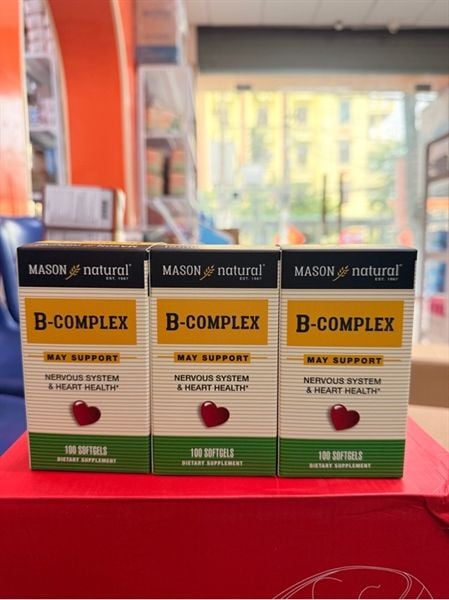 MASON natural
EST. 1967
B-COMPLEX
MAY SUPPORT
NERVOUS SYSTEM
& HEART HEALTH*
100 SOFTGELS
DIETARY SUPPLEMENT
MASON natural
EST. 1967
B-COMPLEX
MAY SUPPORT
NERVOUS SYSTEM
& HEART HEALTH*
100 SOFTGELS
DIETARY SUPPLEMENT
MASON natural
EST. 1967
B-COMPLEX
MAY SUPPORT
NERVOUS SYSTEM
& HEART HEALTH*
100 SOFTGELS
DIETARY SUPPLEMENT